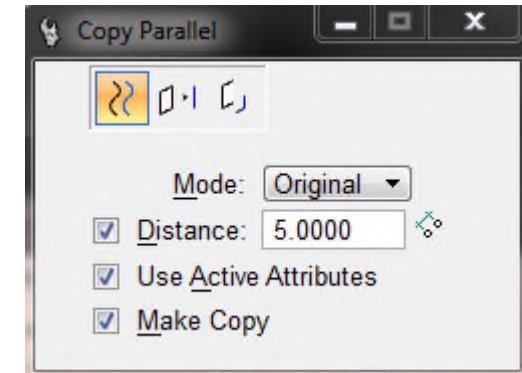 Copy Parallel
Mode: Original
Distance: 5.0000
Use Active Attributes
Make Copy